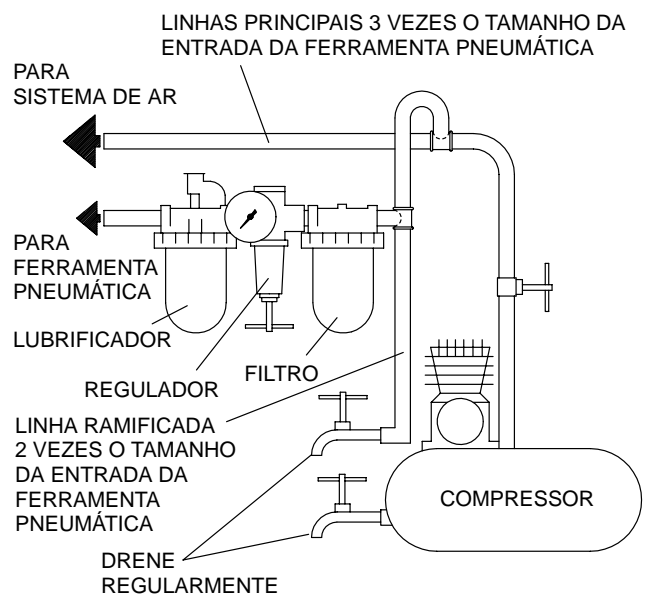 LINHAS PRINCIPAIS 3 VEZES O TAMANHO DA
ENTRADA DA FERRAMENTA PNEUMÁTICA
PARA
SISTEMA DE AR
PARA
FERRAMENTA
PNEUMÁTICA
LUBRIFICADOR
REGULADOR
FILTRO
LINHA RAMIFICADA
2 VEZES O TAMANHO
DA ENTRADA DA
FERRAMENTA
PNEUMÁTICA
COMPRESSOR
DRENE
REGULARMENTE